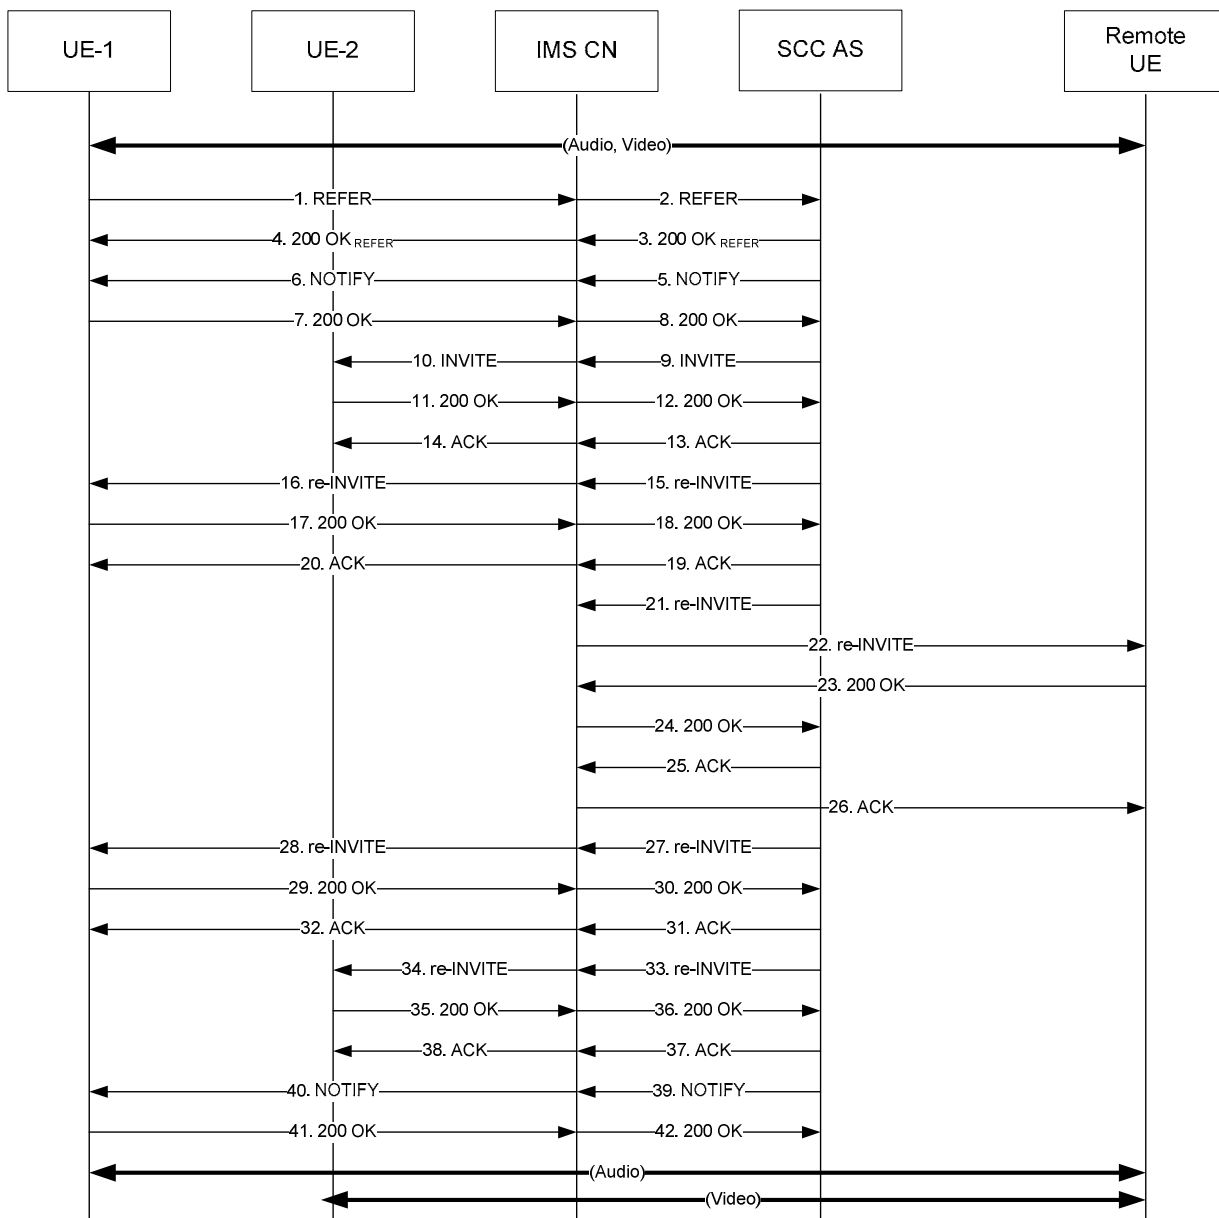 UE-1
UE-2
IMS CN
SCC AS
Remote
UE
(Audio, Video)
1. REFER
2. REFER
4. 200 OK REFER
3. 200 OK REFER
6. NOTIFY
5. NOTIFY
7. 200 OK
8. 200 OK
10. INVITE
9. INVITE
11. 200 OK
12. 200 OK
14. ACK
13. ACK
16. re-INVITE
15. re-INVITE
17. 200 OK
18. 200 OK
20. ACK
19. ACK
21. re-INVITE
22. re-INVITE
23. 200 OK
24. 200 OK
25. ACK
26. ACK
28. re-INVITE
27. re-INVITE
29. 200 OK
30. 200 OK
32. ACK
31. ACK
34. re-INVITE
33. re-INVITE
35. 200 OK
36. 200 OK
38. ACK
37. ACK
40. NOTIFY
39. NOTIFY
41. 200 OK
42. 200 OK
(Audio)
(Video)